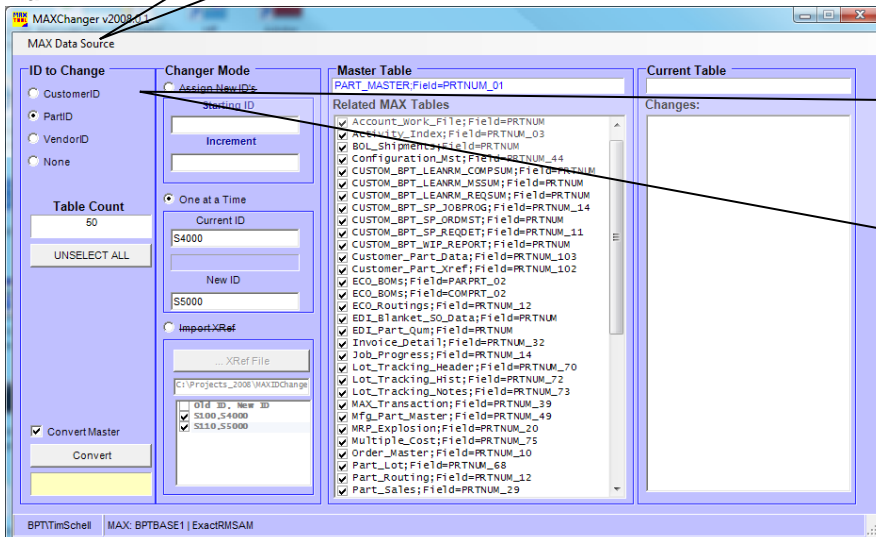 MAXChanger v2008.0.1
MAX Data Source
ID to Change
CustomerID
PartID
VendorID
None
Table Count
50
UNSELECT ALL
Convert Master
Convert
Changer Mode
Assign New ID's
Starting ID
Increment
One at a Time
Current ID
S4000
New ID
S5000
Import XRef
... XRef File
C:\Projects_2008\MAXIDChange
Old ID, New ID
S100,S4000
S110,S5000
Master Table
PART_MASTER;Field=PRTNUM_01
Related MAX Tables
Account_Work_File;Field=PRTNUM
Activity_Index;Field=PRTNUM_03
BOL_Shipments;Field=PRTNUM
Configuration_Mst;Field=PRTNUM_44
CUSTOM_BPT_LEANRM_COMPSUM;Field=PRTNUM
CUSTOM_BPT_LEANRM_MSSUM;Field=PRTNUM
CUSTOM_BPT_LEANRM_REQSUM;Field=PRTNUM
CUSTOM_BPT_SP_JOBPROG;Field=PRTNUM_14
CUSTOM_BPT_SP_ORDMST;Field=PRTNUM
CUSTOM_BPT_SP_REQDET;Field=PRTNUM_11
CUSTOM_BPT_WIP_REPORT;Field=PRTNUM
Customer_Part_Data;Field=PRTNUM_103
Customer_Part_Xref;Field=PRTNUM_102
ECO_BOMs;Field=PARPRT_02
ECO_BOMs;Field=COMPRT_02
ECO_Routings;Field=PRTNUM_12
EDI_Blanket_SO_Data;Field=PRTNUM
EDI_Part_Qum;Field=PRTNUM
Invoice_Detail;Field=PRTNUM_32
Job_Progress;Field=PRTNUM_14
Lot_Tracking_Header;Field=PRTNUM_70
Lot_Tracking_Hist;Field=PRTNUM_72
Lot_Tracking_Notes;Field=PRTNUM_73
MAX_Transaction;Field=PRTNUM_39
Mfg_Part_Master;Field=PRTNUM_49
MRP_Explosion;Field=PRTNUM_20
Multiple_Cost;Field=PRTNUM_75
Order_Master;Field=PRTNUM_10
Part_Lot;Field=PRTNUM_68
Part_Routing;Field=PRTNUM_12
Part_Sales;Field=PRTNUM_29
Current Table
Changes:
BPT\TimSchell
MAX: BPTBASE1 | ExactRMSAM